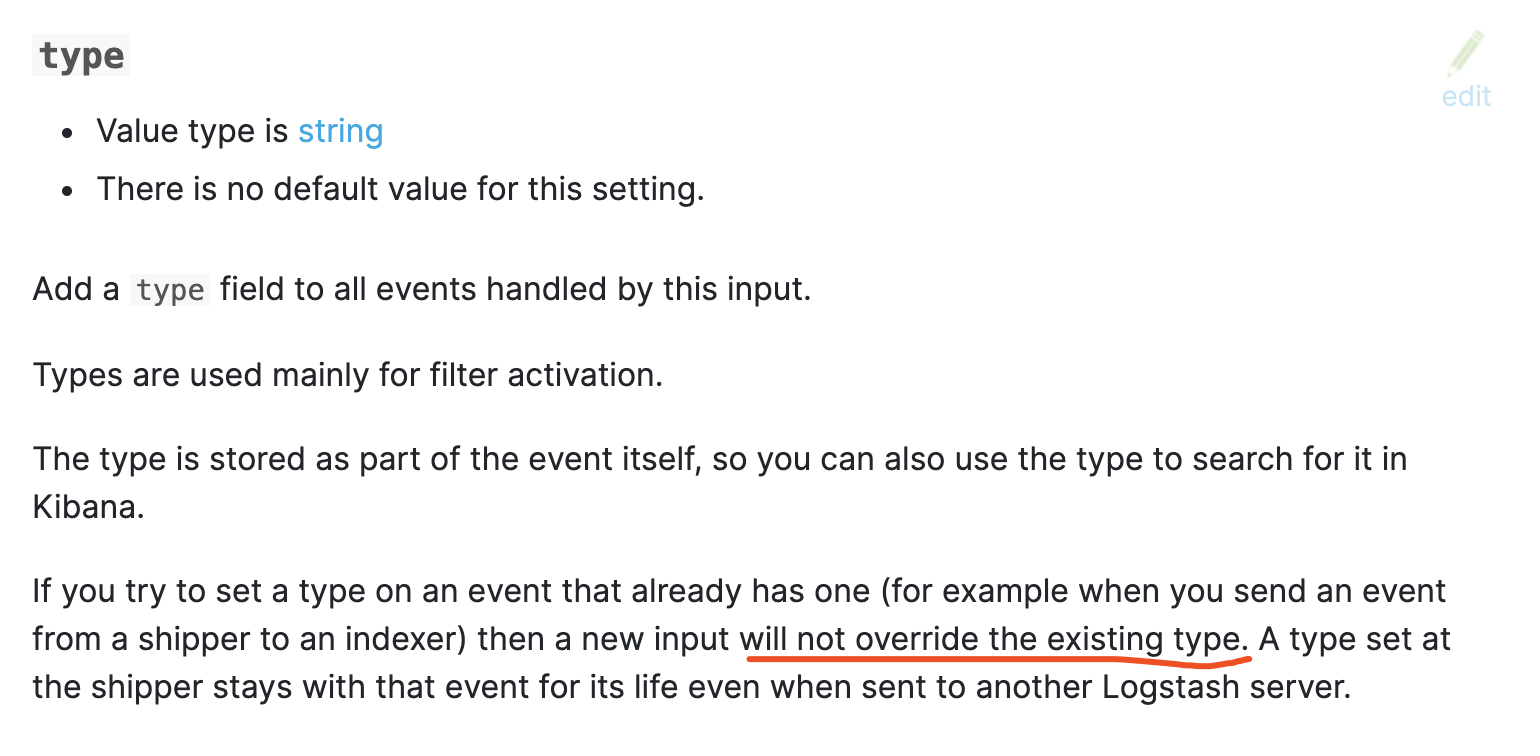 type
edit
Value type is string
There is no default value for this setting.
Add a type field to all events handled by this input.
Types are used mainly for filter activation.
The type is stored as part of the event itself, so you can also use the type to search for it in
Kibana.
If you try to set a type on an event that already has one (for example when you send an event
from a shipper to an indexer) then a new input will not override the existing type. A type set at
the shipper stays with that event for its life even when sent to another Logstash server.